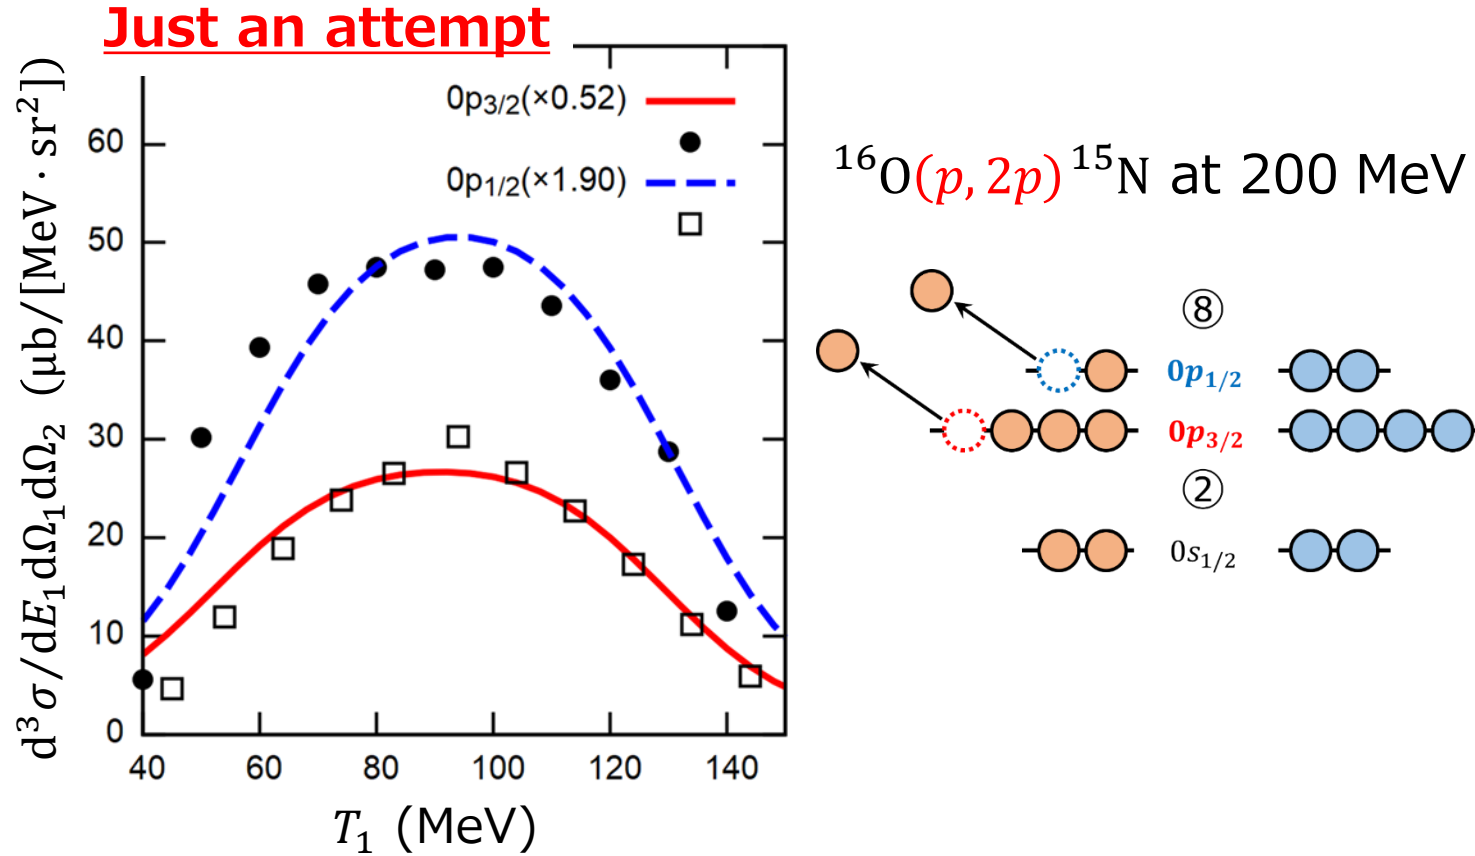 Just an attempt
d³σ/dE₁dΩ₁dΩ₂ (μb/[MeV·sr²])
0p₃/₂(×0.52)
0p₁/₂(×1.90)
60
50
40
30
20
10
0
40 60 80 100 120 140
T₁ (MeV)
¹⁶O(p, 2p)¹⁵N at 200 MeV
⑧
0p₁/₂
0p₃/₂
②
0s₁/₂